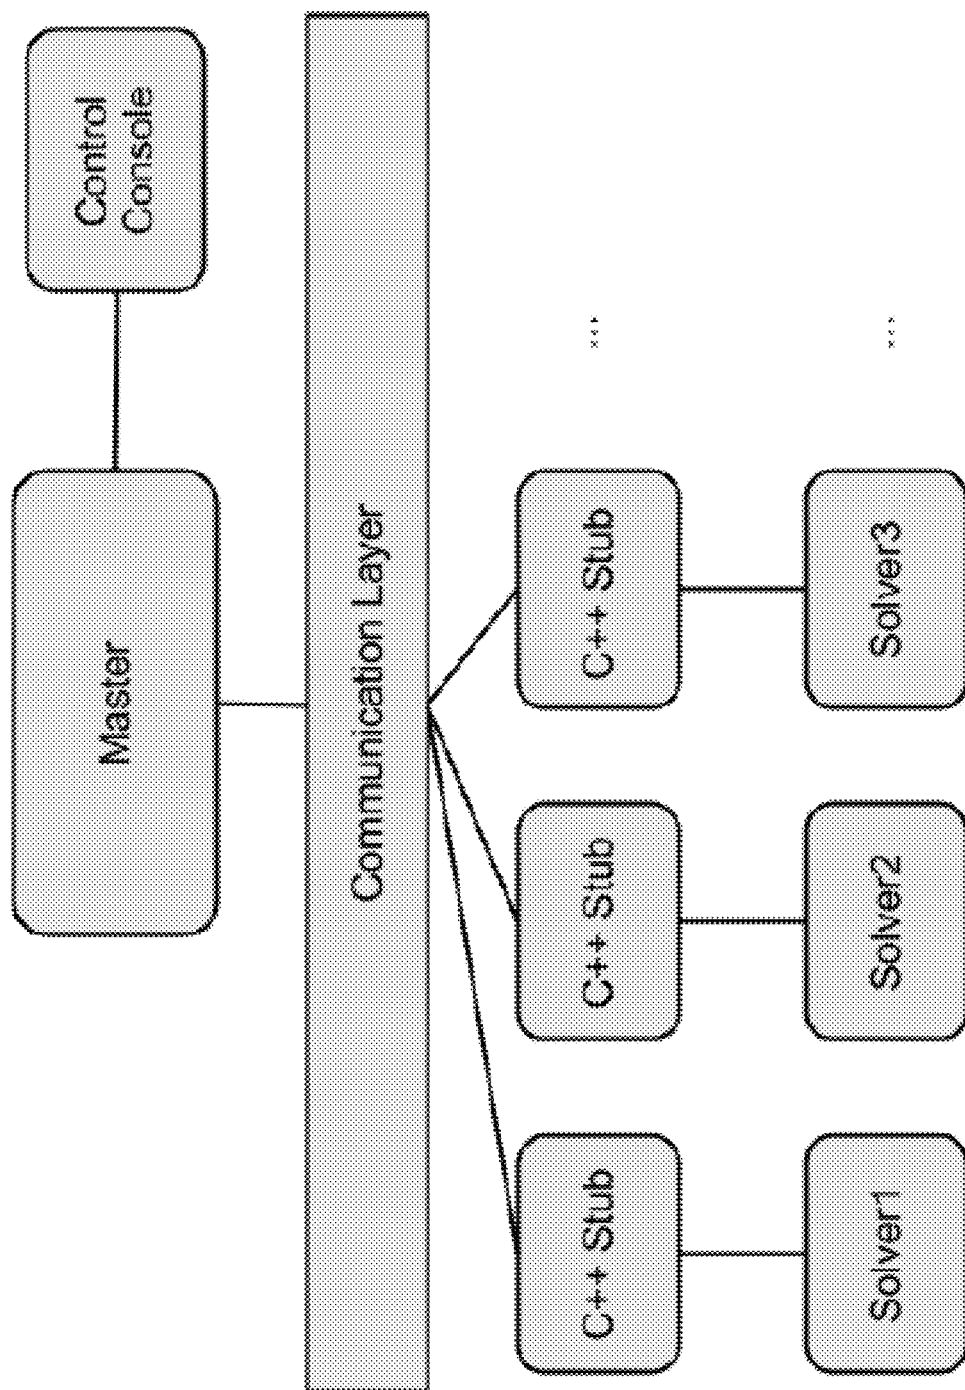 Master
Control
Console
Communication Layer
C++ Stub
C++ Stub
C++ Stub
...
Solver1
Solver2
Solver3
...